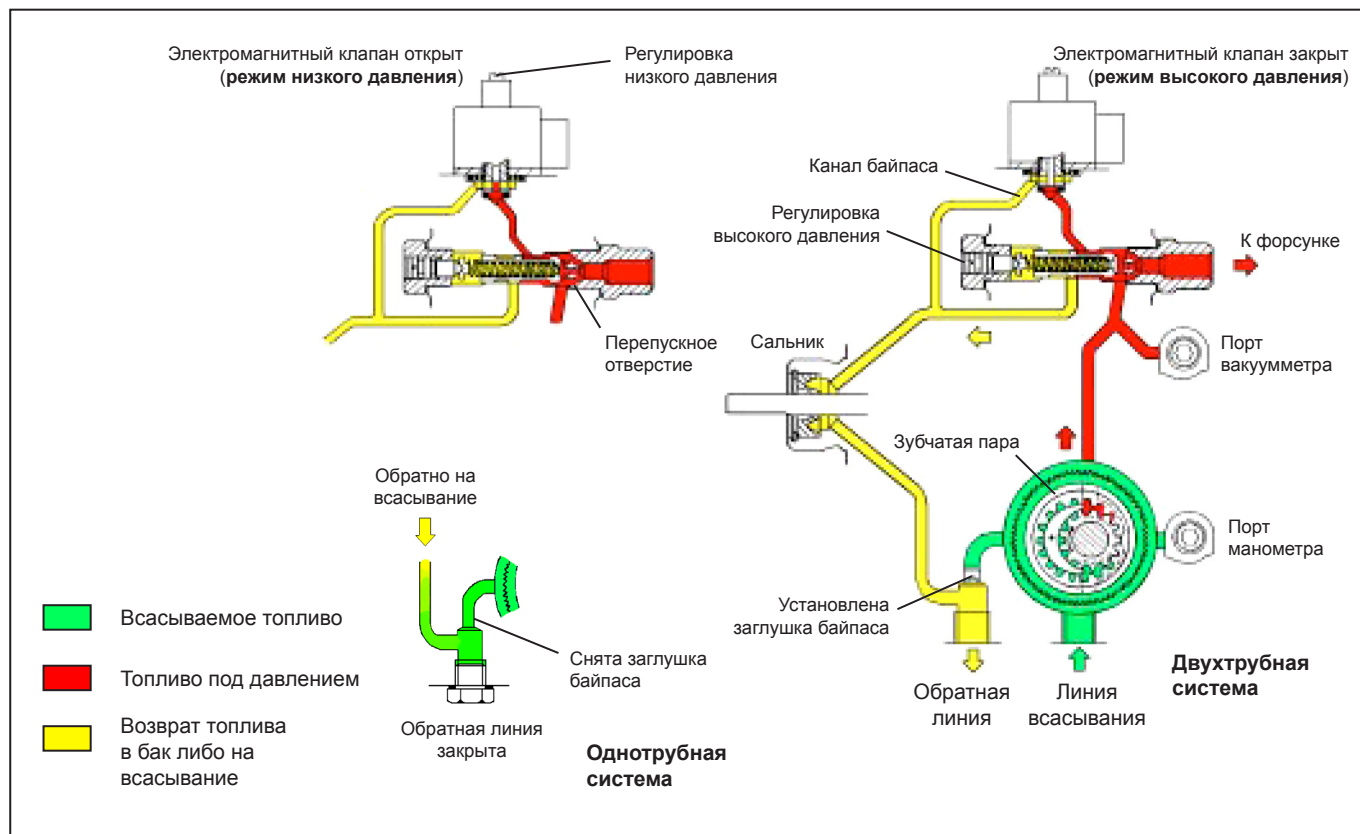 Электромагнитный клапан открыт
(режим низкого давления)
Регулировка
низкого давления
Электромагнитный клапан закрыт
(режим высокого давления)
Канал байпаса
Регулировка
высокого давления
К форсунке
Перепускное
отверстие
Сальник
Порт
вакуумметра
Зубчатая пара
Обратно на
всасывание
Порт
манометра
Установлена
заглушка байпаса
Всасываемое топливо
Снята заглушка
байпаса
Топливо под давлением
Двухтрубная
система
Обратная
линия
Линия
всасывания
Возврат топлива
в бак либо на
всасывание
Обратная линия
закрыта
Однотрубная
система